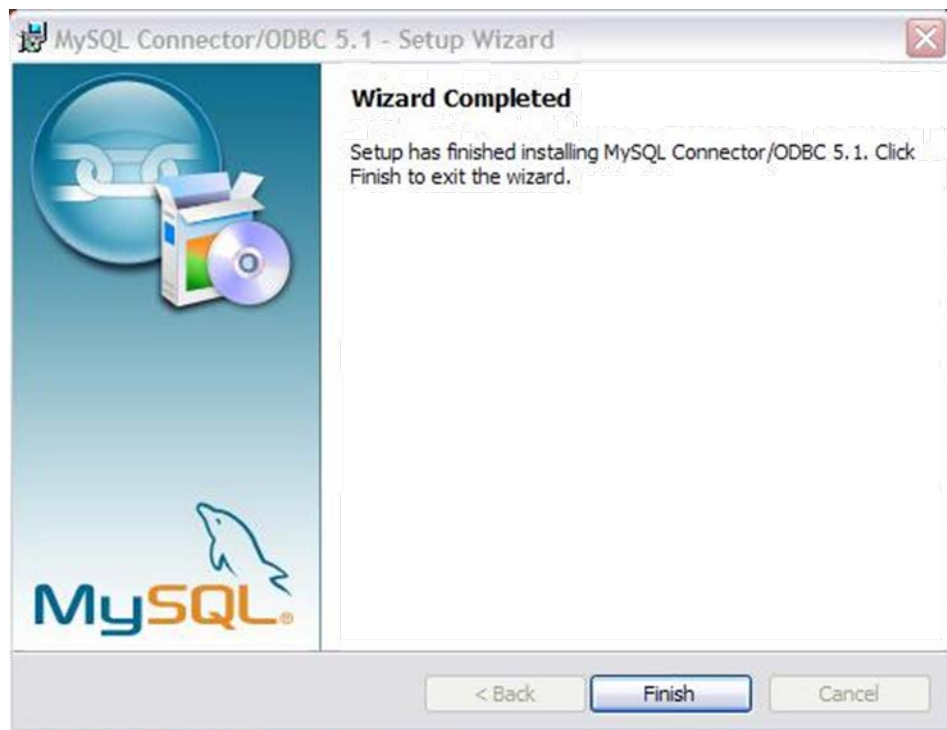 MySQL Connector/ODBC 5.1 - Setup Wizard
Wizard Completed
Setup has finished installing MySQL Connector/ODBC 5.1. Click
Finish to exit the wizard.
MySQL®
< Back
Finish
Cancel